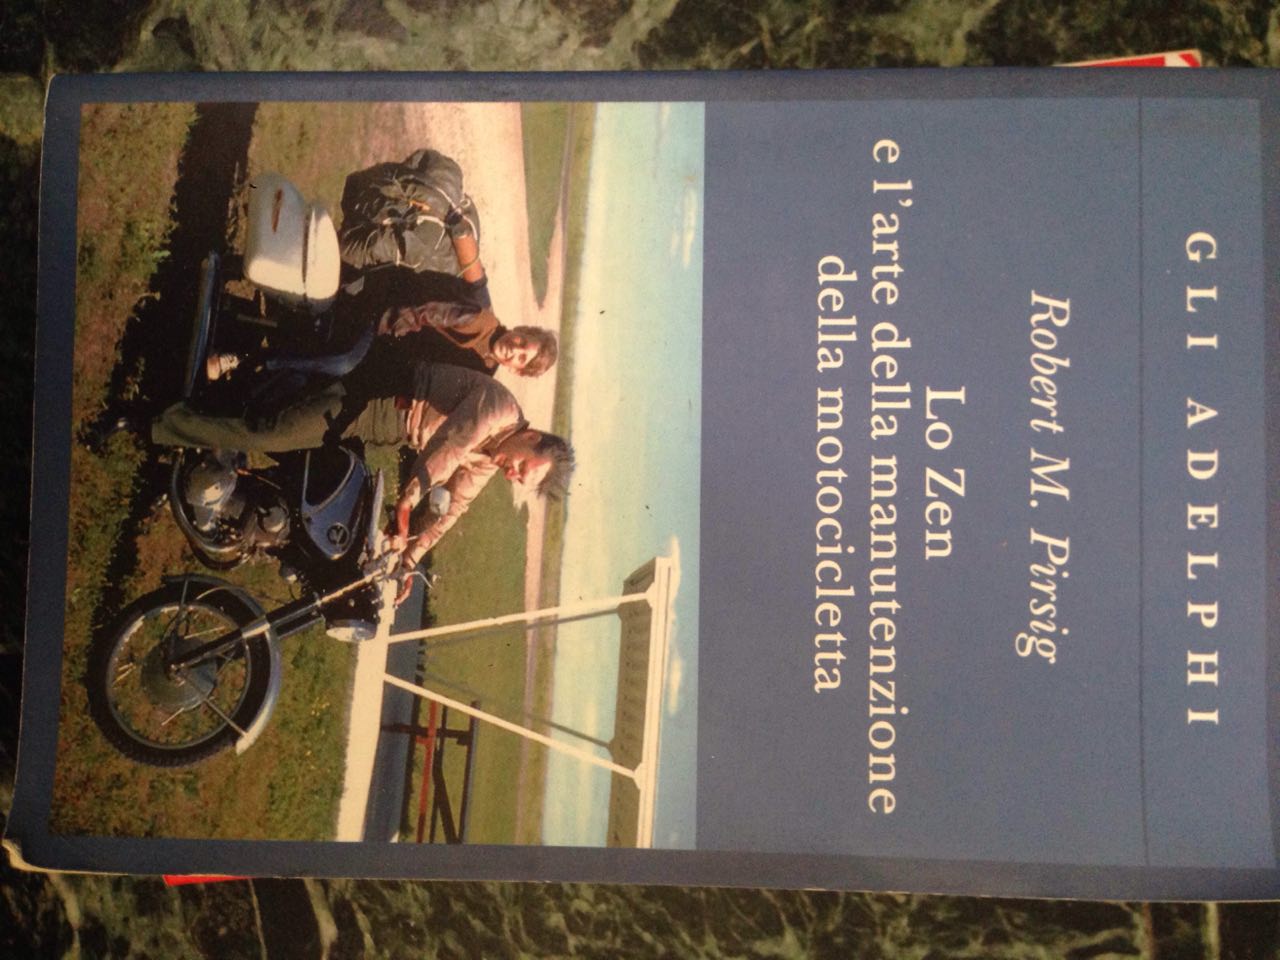 GLI ADELPHI
Robert M. Pirsig
Lo Zen
e l'arte della manutenzione
della motocicletta